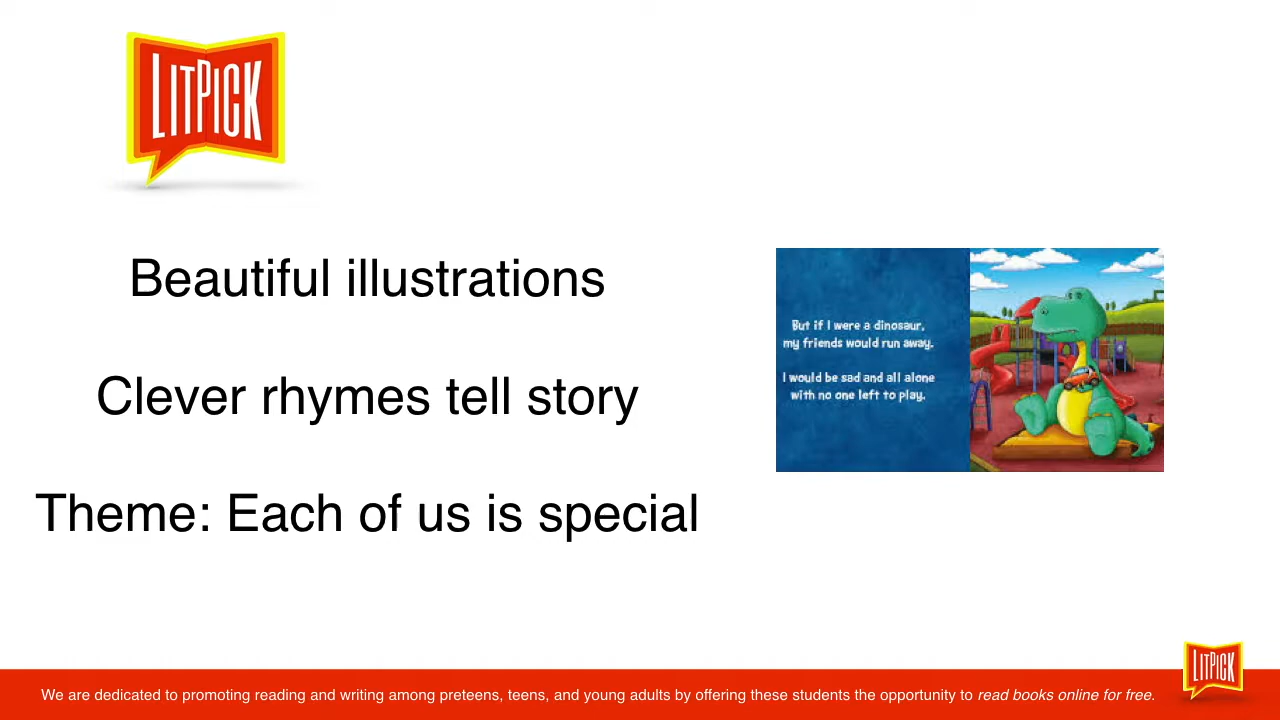 LITPICK
Beautiful illustrations
Clever rhymes tell story
Theme: Each of us is special
But if I were a dinosaur,
my friends would run away.
I would be sad and all alone
with no one left to play.
We are dedicated to promoting reading and writing among preteens, teens, and young adults by offering these students the opportunity to read books online for free.
LITPICK